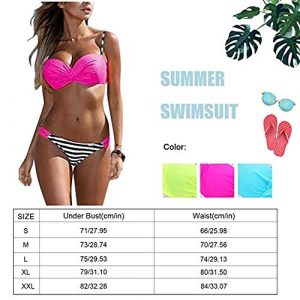 SUMMER
SWIMSUIT
Color:
SIZE Under Bust(cm/in) Waist(cm/in)
S 71/27.95 66/25.98
M 73/28.74 70/27.56
L 75/29.53 74/29.13
XL 79/31.10 80/31.50
XXL 82/32.28 84/33.07